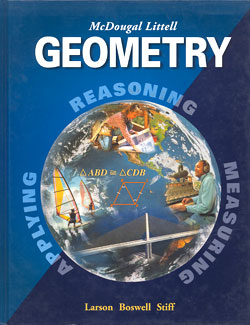 McDougal Littell
GEOMETRY
REASONING
APPLYING
MEASURING
△ABD ≅ △CDB
Larson Boswell Stiff